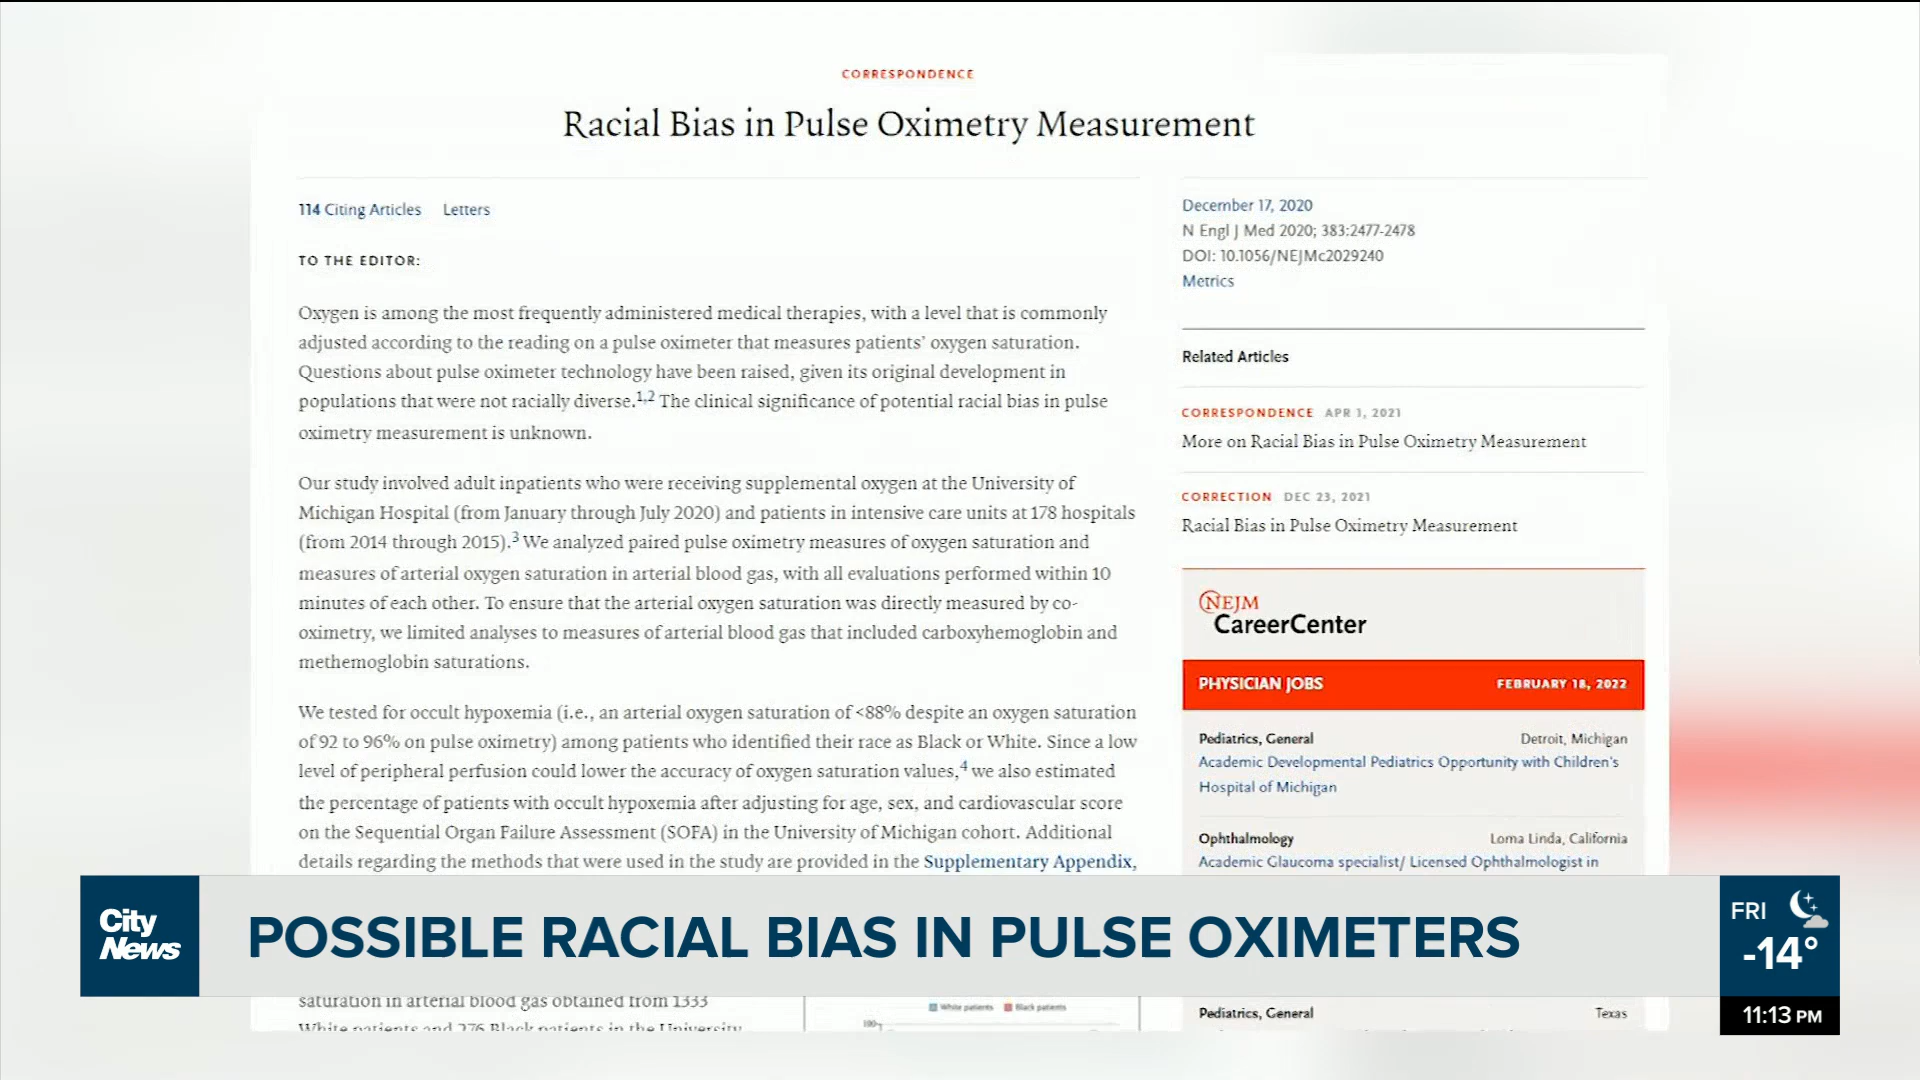 CORRESPONDENCE
Racial Bias in Pulse Oximetry Measurement
114 Citing Articles Letters
TO THE EDITOR:
Oxygen is among the most frequently administered medical therapies, with a level that is commonly
adjusted according to the reading on a pulse oximeter that measures patients' oxygen saturation.
Questions about pulse oximeter technology have been raised, given its original development in
populations that were not racially diverse.1,2 The clinical significance of potential racial bias in pulse
oximetry measurement is unknown.
Our study involved adult inpatients who were receiving supplemental oxygen at the University of
Michigan Hospital (from January through July 2020) and patients in intensive care units at 178 hospitals
(from 2014 through 2015).3 We analyzed paired pulse oximetry measures of oxygen saturation and
measures of arterial oxygen saturation in arterial blood gas, with all evaluations performed within 10
minutes of each other. To ensure that the arterial oxygen saturation was directly measured by co-
oximetry, we limited analyses to measures of arterial blood gas that included carboxyhemoglobin and
methemoglobin saturations.
We tested for occult hypoxemia (i.e., an arterial oxygen saturation of <88% despite an oxygen saturation
of 92 to 96% on pulse oximetry) among patients who identified their race as Black or White. Since a low
level of peripheral perfusion could lower the accuracy of oxygen saturation values,4 we also estimated
the percentage of patients with occult hypoxemia after adjusting for age, sex, and cardiovascular score
on the Sequential Organ Failure Assessment (SOFA) in the University of Michigan cohort. Additional
details regarding the methods that were used in the study are provided in the Supplementary Appendix,
saturation in arterial blood gas obtained from 1333
White patients and 276 Black patients in the University
White patients Black patients
100
December 17, 2020
N Engl J Med 2020; 383:2477-2478
DOI: 10.1056/NEJMc2029240
Metrics
Related Articles
CORRESPONDENCE APR 1, 2021
More on Racial Bias in Pulse Oximetry Measurement
CORRECTION DEC 23, 2021
Racial Bias in Pulse Oximetry Measurement
NEJM
CareerCenter
PHYSICIAN JOBS FEBRUARY 18, 2022
Pediatrics, General Detroit, Michigan
Academic Developmental Pediatrics Opportunity with Children's
Hospital of Michigan
Ophthalmology Loma Linda, California
Academic Glaucoma specialist/ Licensed Ophthalmologist in
Pediatrics, General Texas
City
News
POSSIBLE RACIAL BIAS IN PULSE OXIMETERS
FRI
-14°
11:13 PM